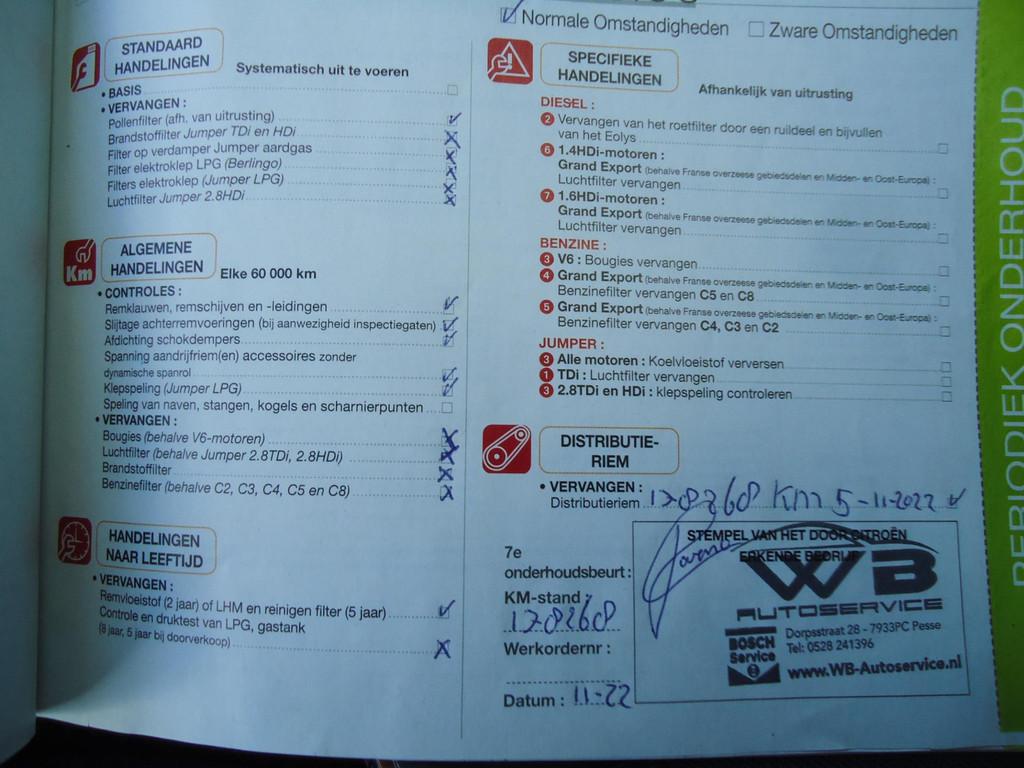 Normale Omstandigheden Zware Omstandigheden
STANDAARD
HANDELINGEN
Systematisch uit te voeren
• BASIS
• VERVANGEN :
Pollenfilter (afh. van uitrusting)
Brandstoffilter Jumper TDi en HDi
Filter op verdamper Jumper aardgas
Filter elektroklep LPG (Berlingo)
Filters elektroklep (Jumper LPG)
Luchtfilter Jumper 2.8HDi
Km
ALGEMENE
HANDELINGEN
Elke 60 000 km
• CONTROLES :
Remklauwen, remschijven en -leidingen
Slijtage achterremvoeringen (bij aanwezigheid inspectiegaten)
Afdichting schokdempers
Spanning aandrijfriem(en) accessoires zonder
dynamische spanrol
Klepspeling (Jumper LPG)
Speling van naven, stangen, kogels en scharnierpunten
• VERVANGEN :
Bougies (behalve V6-motoren)
Luchtfilter (behalve Jumper 2.8TDi, 2.8HDi)
Brandstoffilter
Benzinefilter (behalve C2, C3, C4, C5 en C8)
HANDELINGEN
NAAR LEEFTIJD
• VERVANGEN :
Remvloeistof (2 jaar) of LHM en reinigen filter (5 jaar)
Controle en druktest van LPG, gastank
(8 jaar, 5 jaar bij doorverkoop)
SPECIFIEKE
HANDELINGEN
Afhankelijk van uitrusting
DIESEL :
2 Vervangen van het roetfilter door een ruildeel en bijvullen
van het Eolys
6 1.4HDi-motoren :
Grand Export (behalve Franse overzeese gebiedsdelen en Midden- en Oost-Europa) :
Luchtfilter vervangen
7 1.6HDi-motoren :
Grand Export (behalve Franse overzeese gebiedsdelen en Midden- en Oost-Europa) :
Luchtfilter vervangen
BENZINE :
3 V6 : Bougies vervangen
4 Grand Export (behalve Franse overzeese gebiedsdelen en Midden- en Oost-Europa) :
Benzinefilter vervangen C5 en C8
5 Grand Export (behalve Franse overzeese gebiedsdelen en Midden- en Oost-Europa) :
Benzinefilter vervangen C4, C3 en C2
JUMPER :
3 Alle motoren : Koelvloeistof verversen
1 TDi : Luchtfilter vervangen
3 2.8TDi en HDi : klepspeling controleren
DISTRIBUTIE-
RIEM
• VERVANGEN :
Distributieriem 178268 Km 5-11-2022
7e
onderhoudsbeurt :
KM-stand :
178268
Werkordernr :
Datum : 11-22
STEMPEL VAN HET DOOR CITROËN
ERKENDE BEDRIJF
WB
AUTOSERVICE
BOSCH
Service
Dorpsstraat 28 - 7933PC Pesse
Tel: 0528 241396
www.WB-Autoservice.nl
PERIODIEK ONDERHOUD